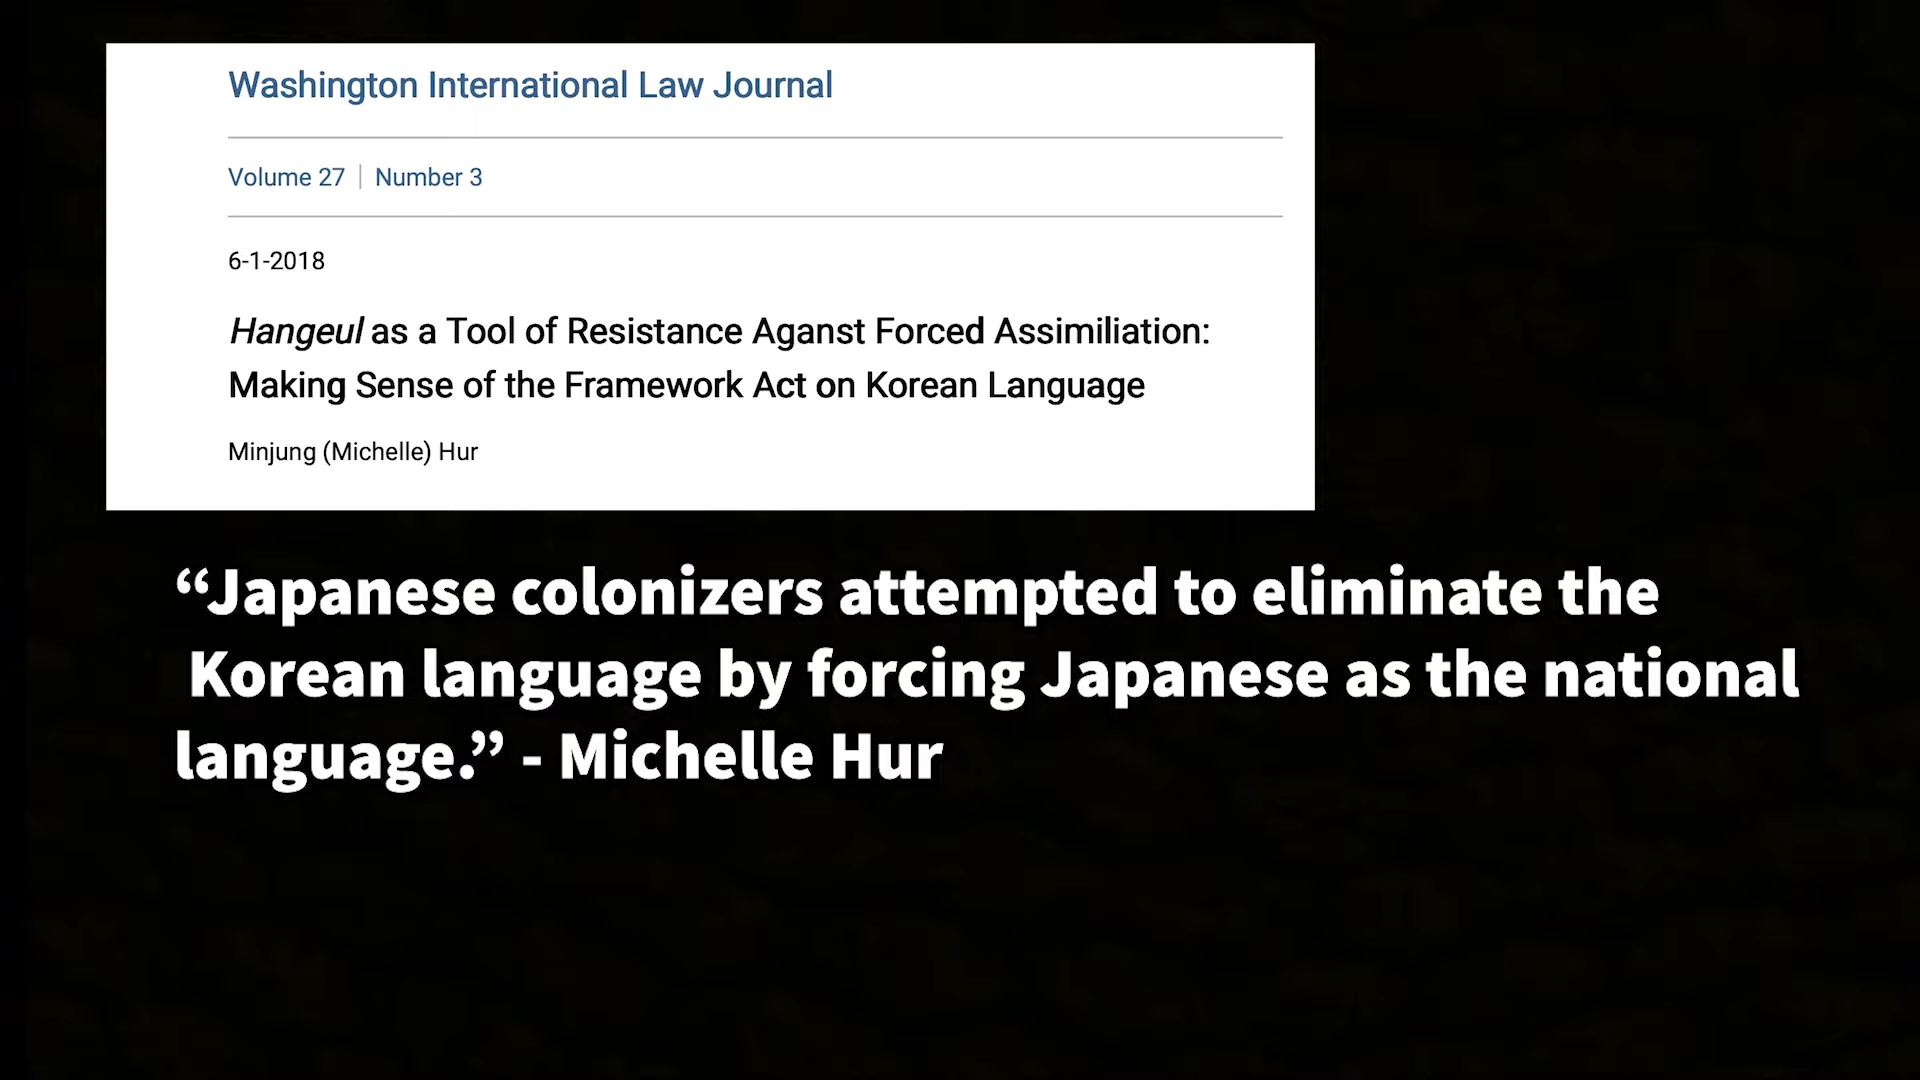 Washington International Law Journal
Volume 27 | Number 3
6-1-2018
Hangeul as a Tool of Resistance Aganst Forced Assimiliation:
Making Sense of the Framework Act on Korean Language
Minjung (Michelle) Hur
“Japanese colonizers attempted to eliminate the
Korean language by forcing Japanese as the national
language.” - Michelle Hur